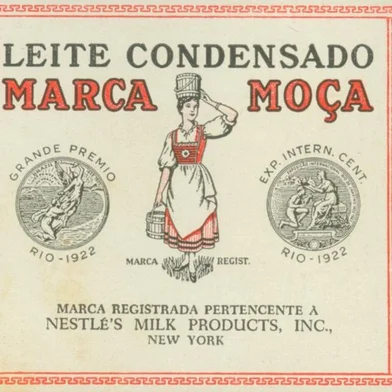 LEITE CONDENSADO
MARCA MOÇA
GRANDE PREMIO
RIO-1922
EXP. INTERN. CENT.
RIO-1922
MARCA REGIST.
MARCA REGISTRADA PERTENCENTE À
NESTLÉ'S MILK PRODUCTS, INC.,
NEW YORK